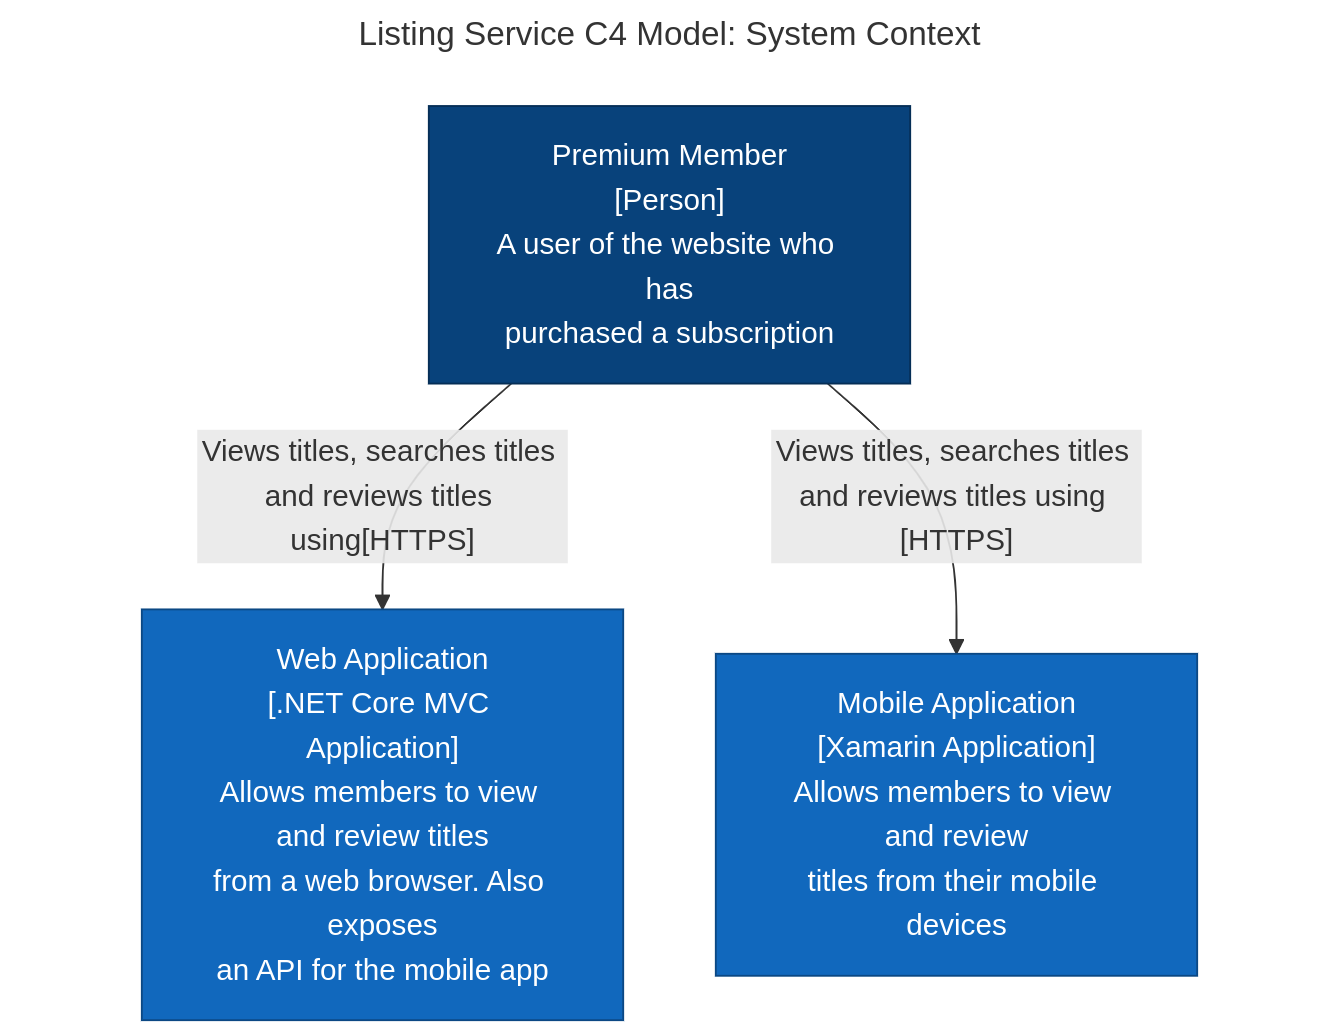 Listing Service C4 Model: System Context
Premium Member
[Person]
A user of the website who
has
purchased a subscription
Views titles, searches titles
and reviews titles
using[HTTPS]
Views titles, searches titles
and reviews titles using
[HTTPS]
Web Application
[.NET Core MVC
Application]
Allows members to view
and review titles
from a web browser. Also
exposes
an API for the mobile app
Mobile Application
[Xamarin Application]
Allows members to view
and review
titles from their mobile
devices